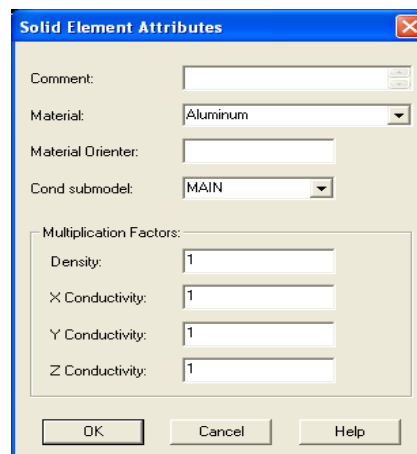 Solid Element Attributes
Comment:
Material: Aluminum
Material Orienter:
Cond submodel: MAIN
Multiplication Factors:
Density: 1
X Conductivity: 1
Y Conductivity: 1
Z Conductivity: 1
OK Cancel Help